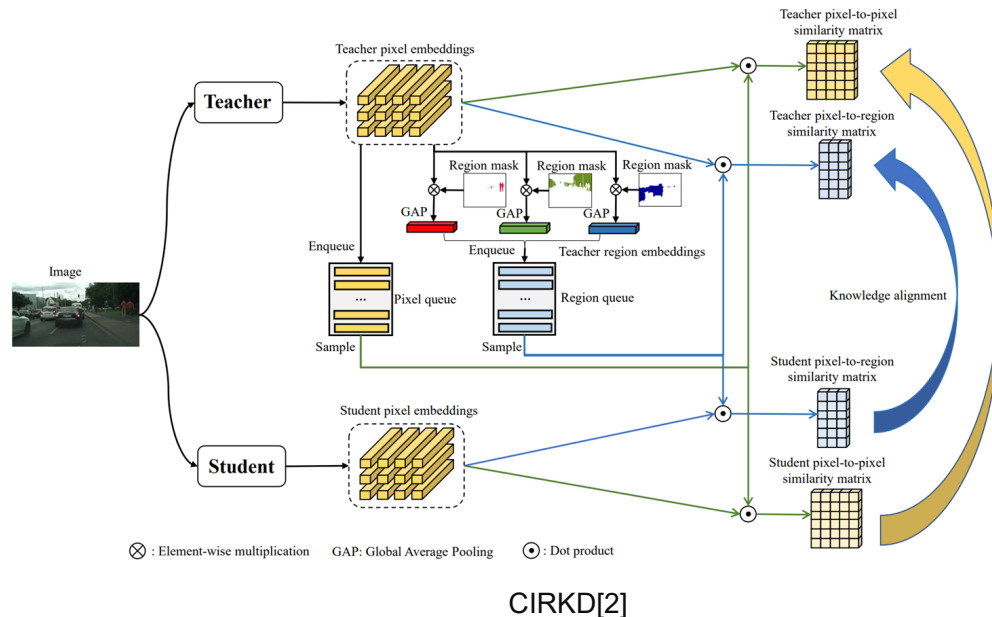 Teacher pixel-to-pixel
similarity matrix
Teacher pixel embeddings
Teacher
Teacher pixel-to-region
similarity matrix
Region mask
Region mask
Region mask
GAP
GAP
GAP
Enqueue
Enqueue
Teacher region embeddings
Image
...
Pixel queue
...
Region queue
Knowledge alignment
Sample
Sample
Student pixel-to-region
similarity matrix
Student pixel embeddings
Student
Student pixel-to-pixel
similarity matrix
: Element-wise multiplication
GAP: Global Average Pooling
: Dot product
CIRKD[2]